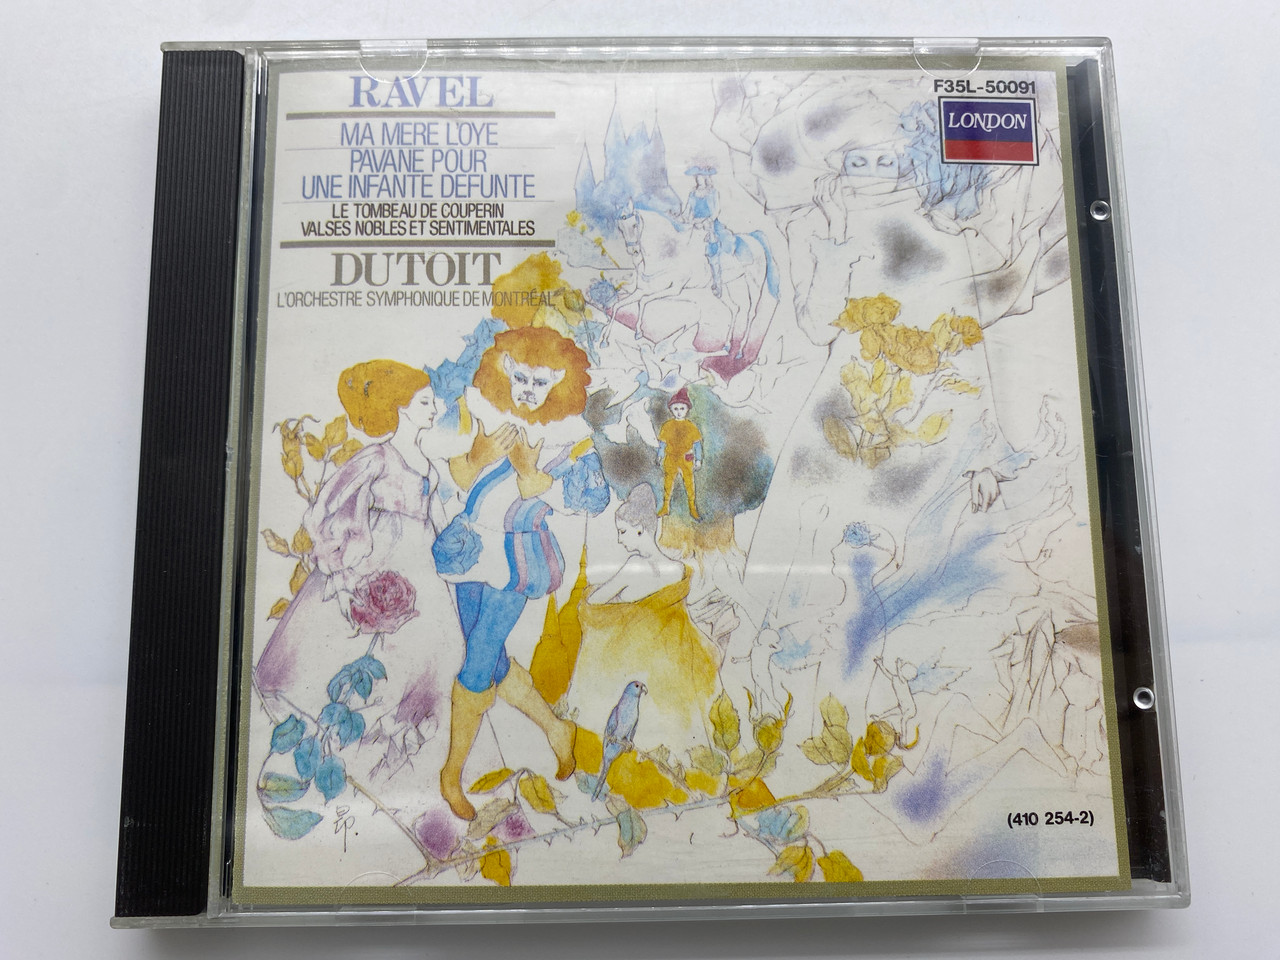 RAVEL
MA MERE L'OYE
PAVANE POUR
UNE INFANTE DEFUNTE
LE TOMBEAU DE COUPERIN
VALSES NOBLES ET SENTIMENTALES
DUTOIT
L'ORCHESTRE SYMPHONIQUE DE MONTRÉAL
F35L-50091
LONDON
(410 254-2)
昴.